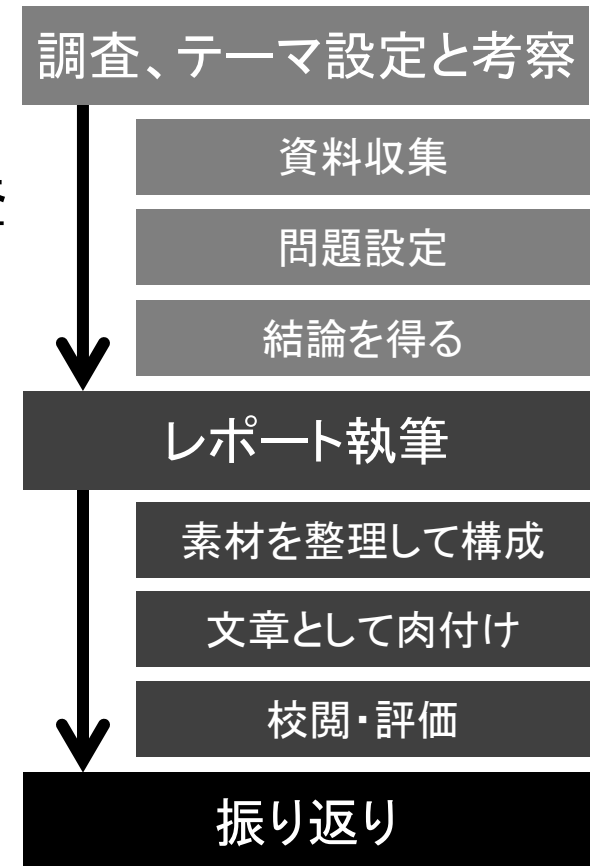 調査、テーマ設定と考察
資料収集
問題設定
結論を得る
レポート執筆
素材を整理して構成
文章として肉付け
校閲・評価
振り返り